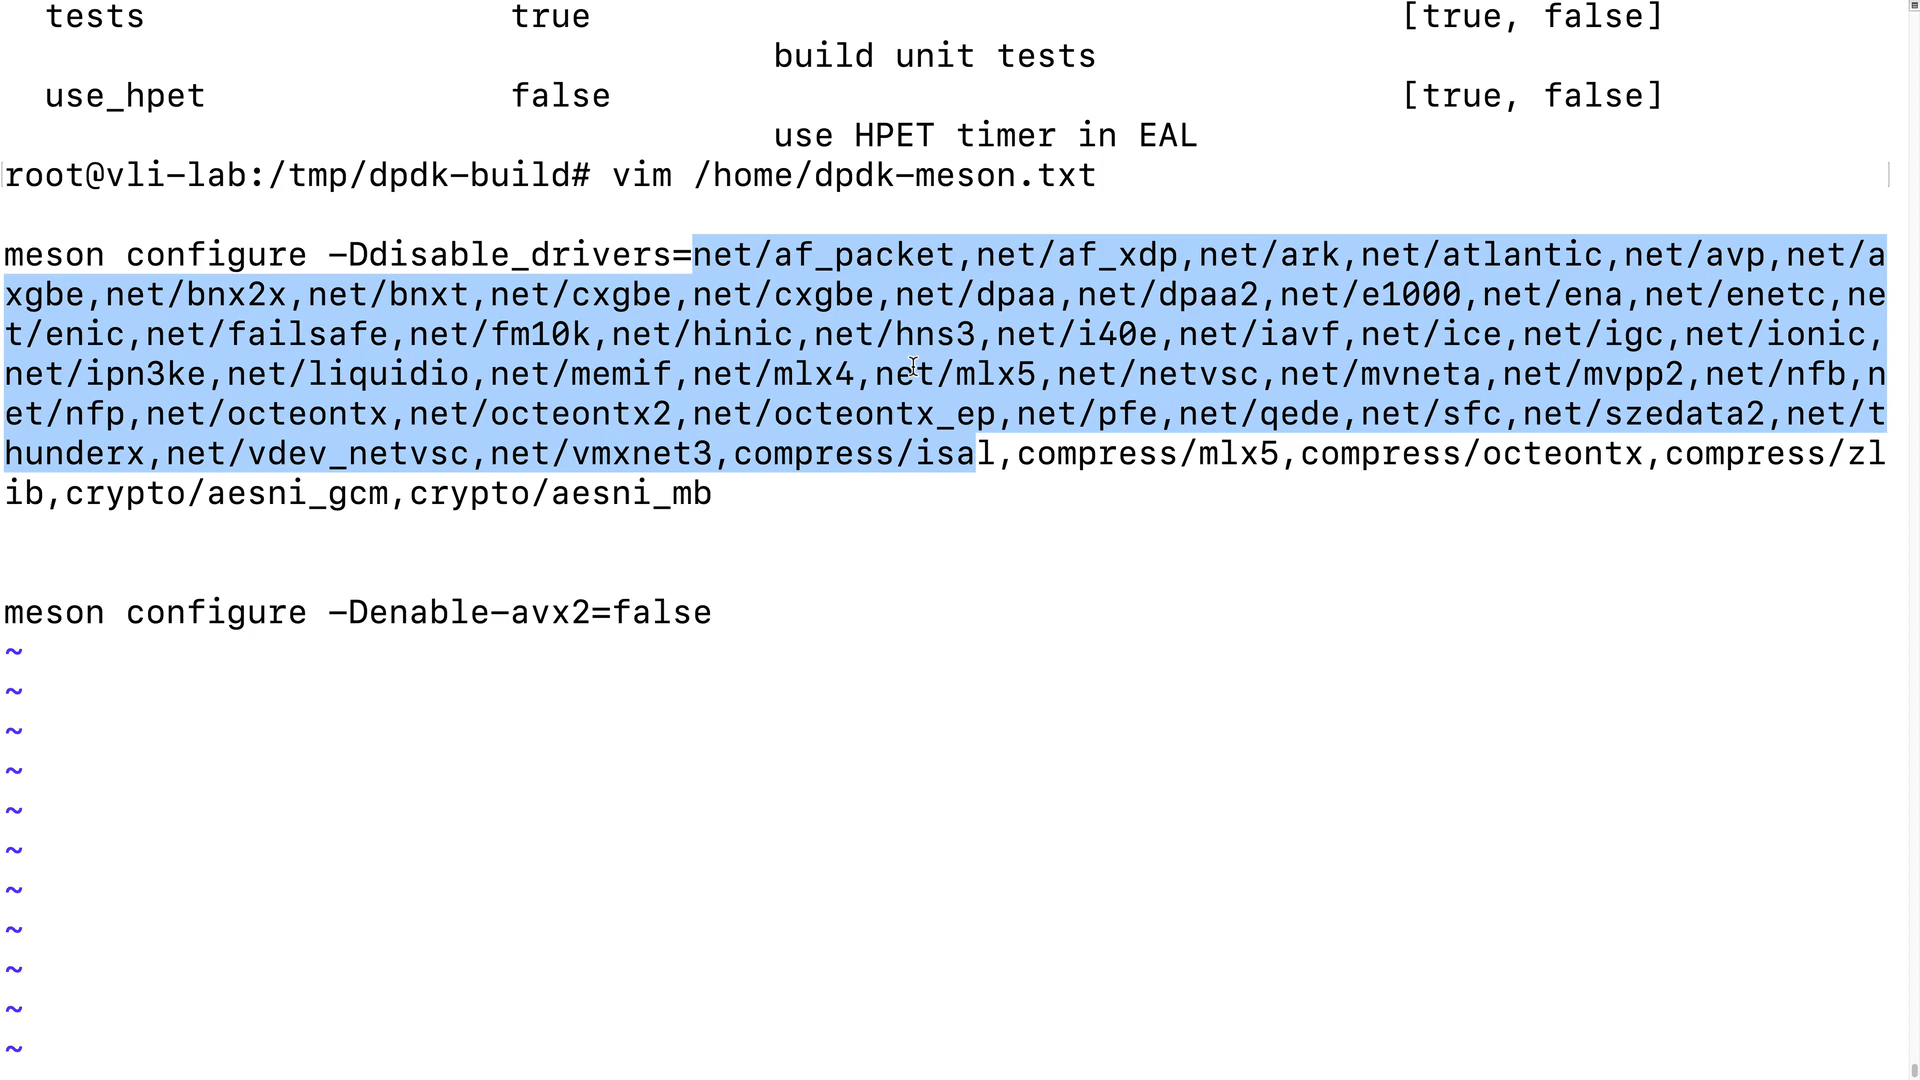 tests true [true, false]
build unit tests
use_hpet false [true, false]
use HPET timer in EAL
root@vli-lab:/tmp/dpdk-build# vim /home/dpdk-meson.txt
meson configure -Ddisable_drivers=net/af_packet,net/af_xdp,net/ark,net/atlantic,net/avp,net/a
xgbe,net/bnx2x,net/bnxt,net/cxgbe,net/cxgbe,net/dpaa,net/dpaa2,net/e1000,net/ena,net/enetc,ne
t/enic,net/failsafe,net/fm10k,net/hinic,net/hns3,net/i40e,net/iavf,net/ice,net/igc,net/ionic,
net/ipn3ke,net/liquidio,net/memif,net/mlx4,net/mlx5,net/netvsc,net/mvneta,net/mvpp2,net/nfb,n
et/nfp,net/octeontx,net/octeontx2,net/octeontx_ep,net/pfe,net/qede,net/sfc,net/szedata2,net/t
hunderx,net/vdev_netvsc,net/vmxnet3,compress/isal,compress/mlx5,compress/octeontx,compress/zl
ib,crypto/aesni_gcm,crypto/aesni_mb
meson configure -Denable-avx2=false
~
~
~
~
~
~
~
~
~
~
~